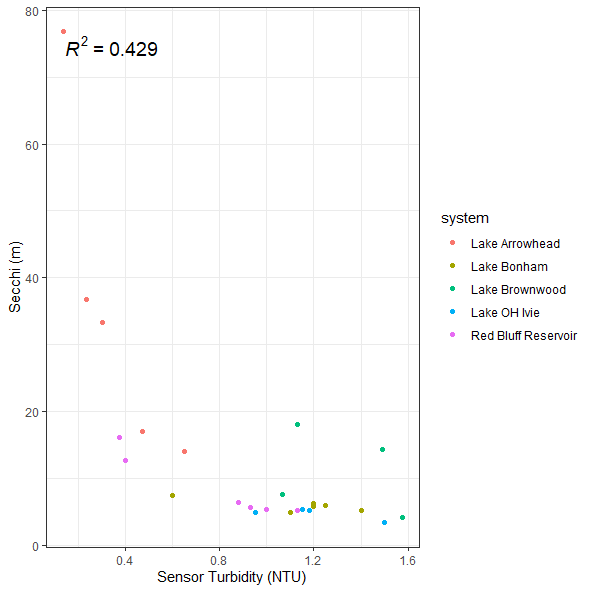 80
60
40
20
0
R² = 0.429
Secchi (m)
0.4 0.8 1.2 1.6
Sensor Turbidity (NTU)
system
Lake Arrowhead
Lake Bonham
Lake Brownwood
Lake OH Ivie
Red Bluff Reservoir